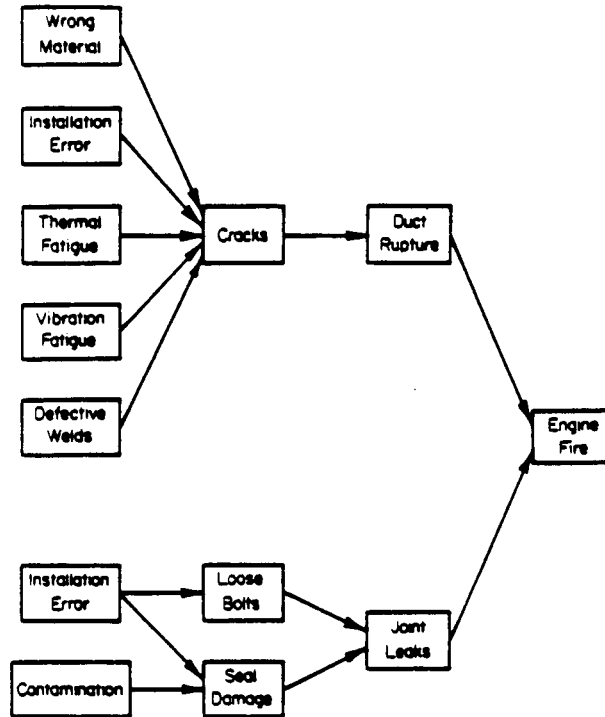 Wrong
Material
Installation
Error
Thermal
Fatigue
Cracks
Duct
Rupture
Vibration
Fatigue
Defective
Welds
Engine
Fire
Installation
Error
Loose
Bolts
Joint
Leaks
Contamination
Seal
Damage